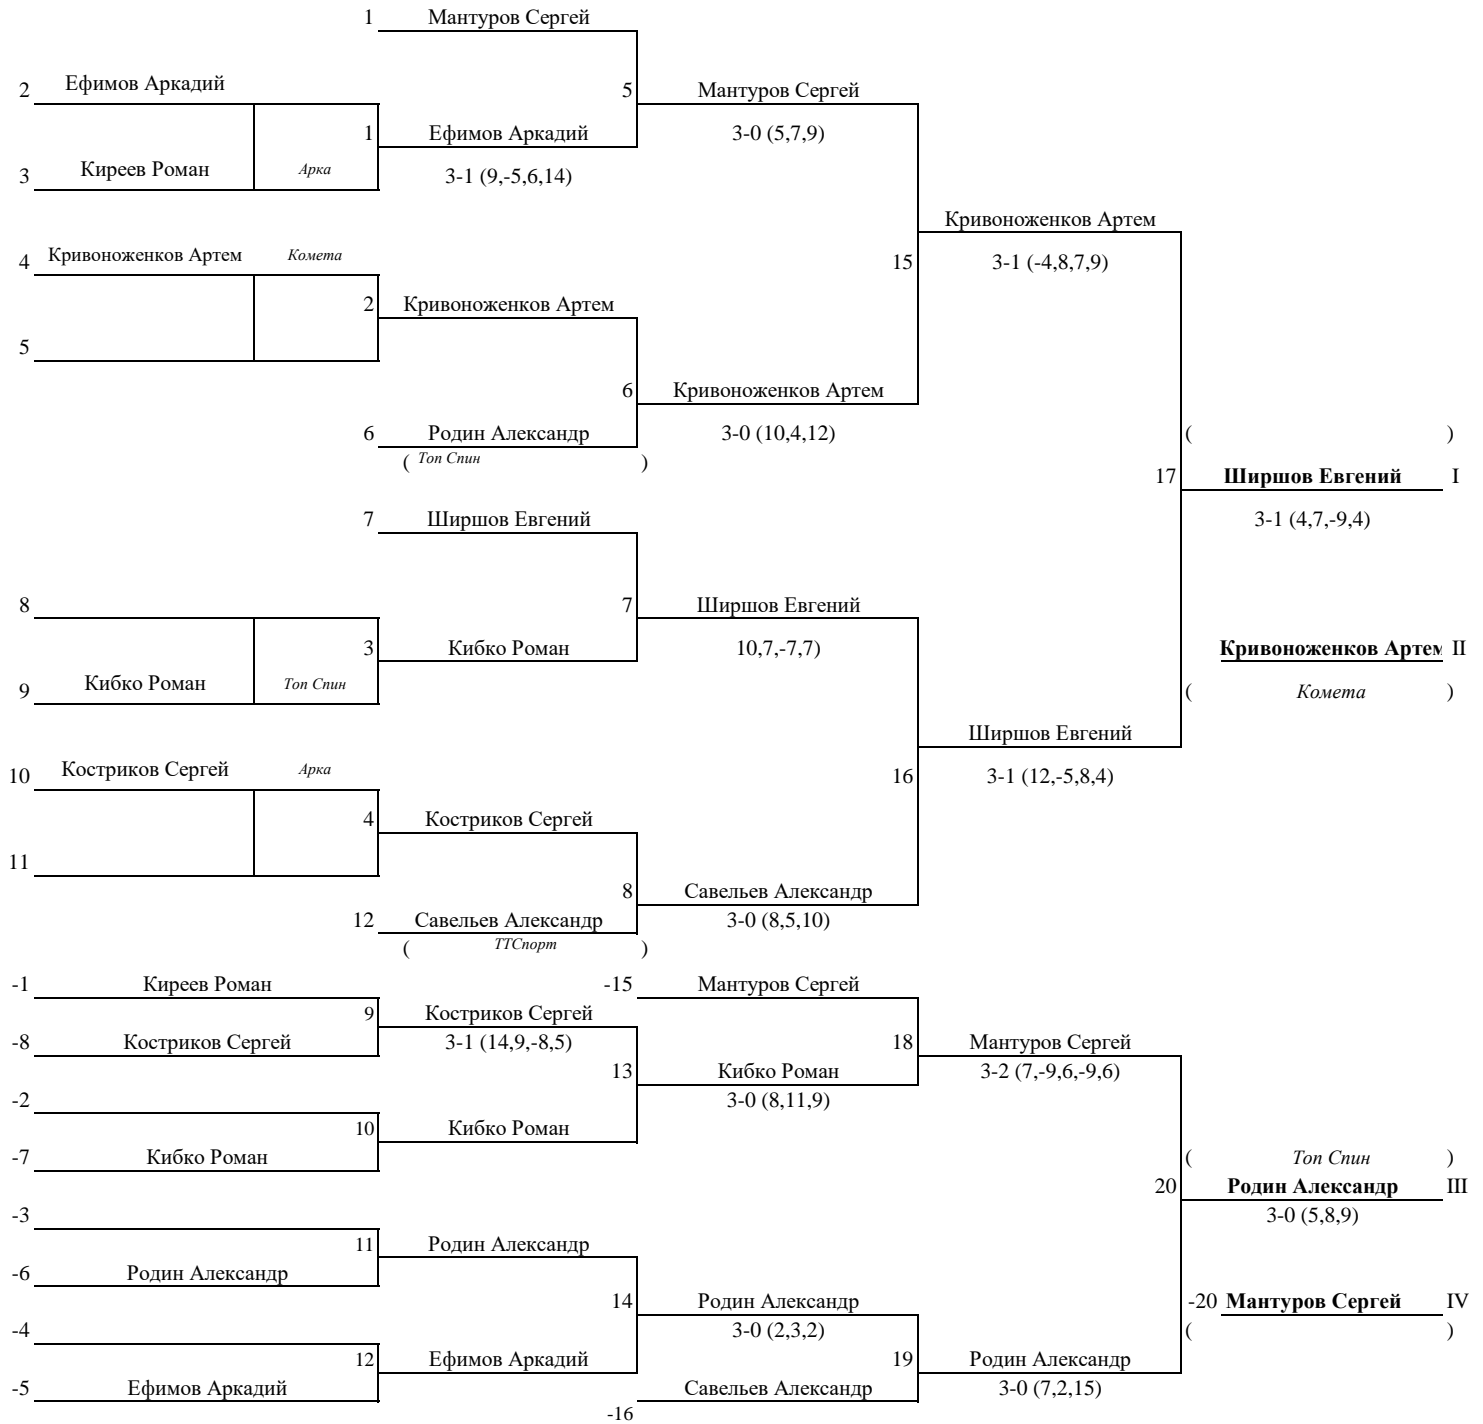 1 Мантуров Сергей
2 Ефимов Аркадий
5 Мантуров Сергей
1 Ефимов Аркадий 3-0 (5,7,9)
3 Киреев Роман Арка 3-1 (9,-5,6,14)
Кривоноженков Артем
4 Кривоноженков Артем Комета 15 3-1 (-4,8,7,9)
2 Кривоноженков Артем
5
6 Кривоноженков Артем
6 Родин Александр 3-0 (10,4,12) ( )
( Топ Спин )
17 Ширшов Евгений I
7 Ширшов Евгений 3-1 (4,7,-9,4)
8 7 Ширшов Евгений
3 Кибко Роман 10,7,-7,7) Кривоноженков Артем II
9 Кибко Роман Топ Спин ( Комета )
Ширшов Евгений
10 Костриков Сергей Арка 16 3-1 (12,-5,8,4)
4 Костриков Сергей
11
8 Савельев Александр
12 Савельев Александр 3-0 (8,5,10)
( ТТСпорт )
-1 Киреев Роман -15 Мантуров Сергей
9 Костриков Сергей
-8 Костриков Сергей 3-1 (14,9,-8,5) 18 Мантуров Сергей
13 Кибко Роман 3-2 (7,-9,6,-9,6)
-2 3-0 (8,11,9)
10 Кибко Роман
-7 Кибко Роман ( Топ Спин )
20 Родин Александр III
-3 3-0 (5,8,9)
11 Родин Александр
-6 Родин Александр
14 Родин Александр -20 Мантуров Сергей IV
-4 3-0 (2,3,2) ( )
12 Ефимов Аркадий 19 Родин Александр
-5 Ефимов Аркадий Савельев Александр 3-0 (7,2,15)
-16